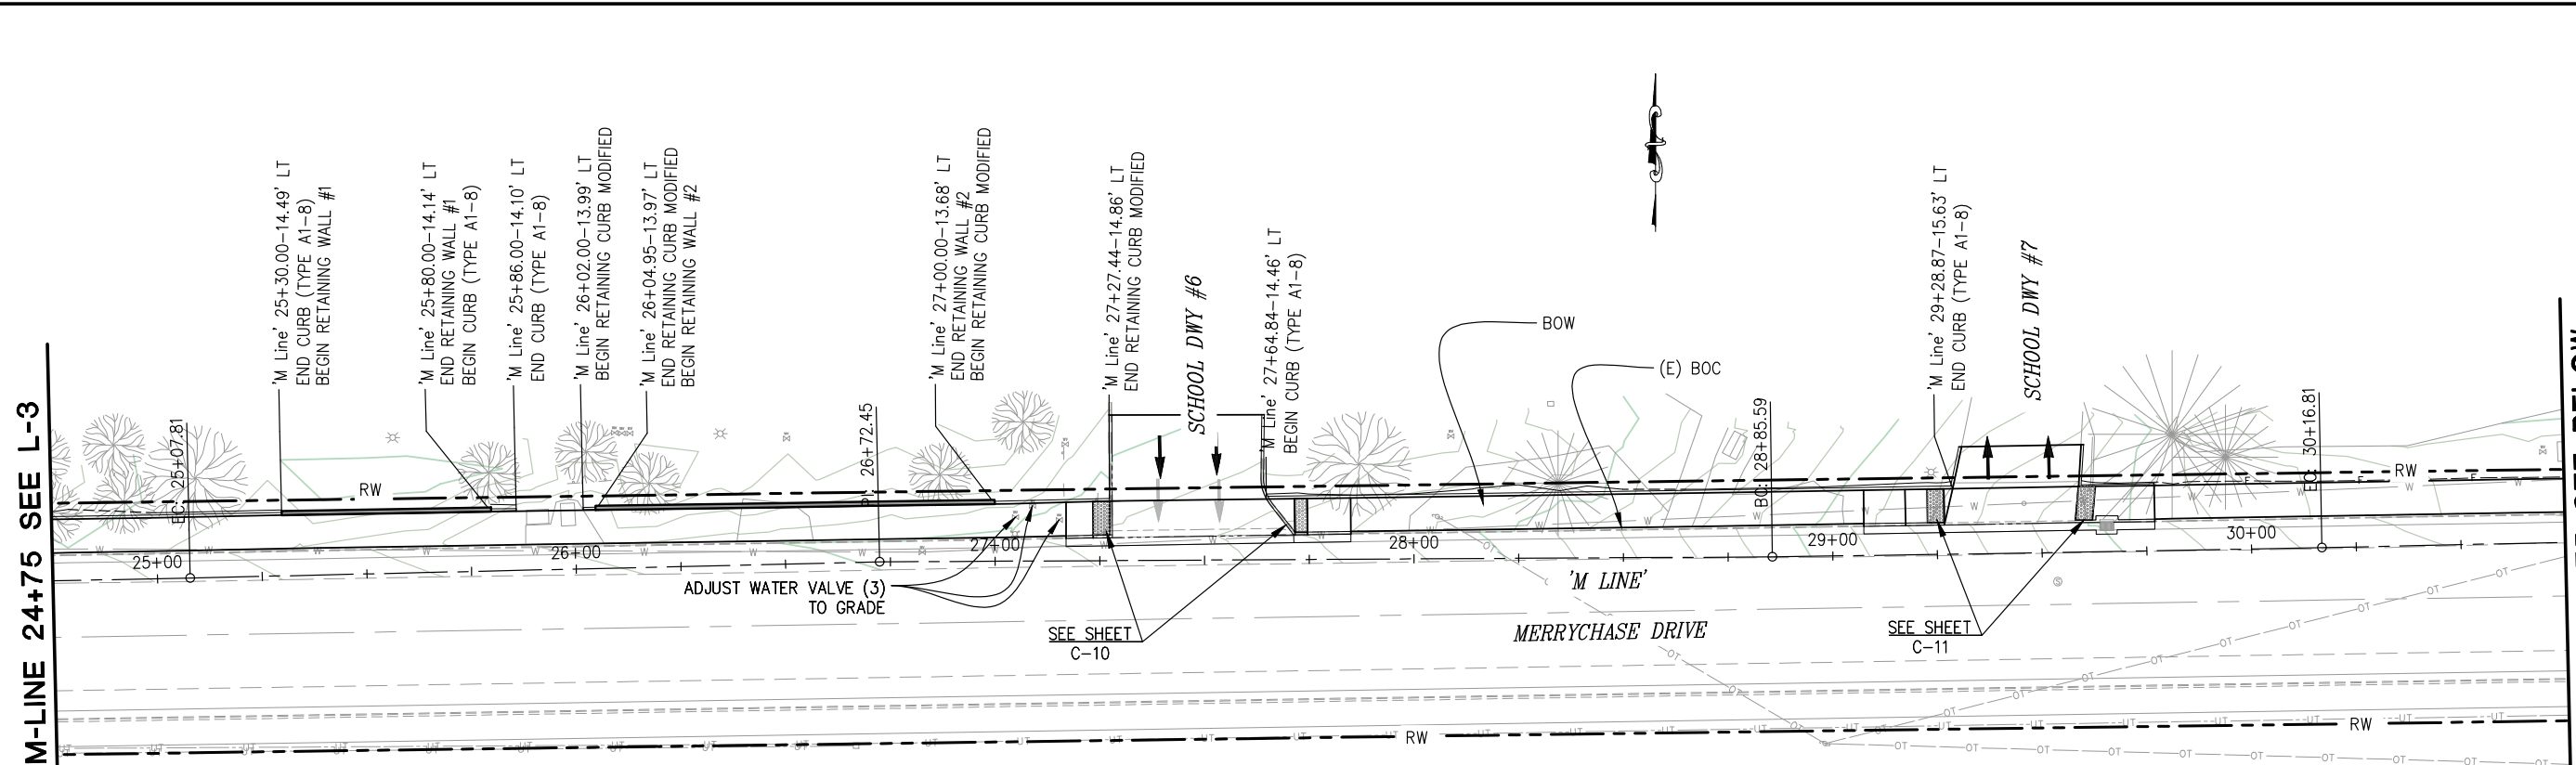 M-LINE 24+75 SEE L-3
EC: 25+07.81
'M Line' 25+30.00-14.49' LT
END CURB (TYPE A1-8)
BEGIN RETAINING WALL #1
'M Line' 25+80.00-14.14' LT
END RETAINING WALL #1
BEGIN CURB (TYPE A1-8)
'M Line' 25+86.00-14.10' LT
END CURB (TYPE A1-8)
'M Line' 26+02.00-13.99' LT
BEGIN RETAINING CURB MODIFIED
'M Line' 26+04.95-13.97' LT
END RETAINING CURB MODIFIED
BEGIN RETAINING WALL #2
26+72.45
'M Line' 27+00.00-13.68' LT
END RETAINING WALL #2
BEGIN RETAINING CURB MODIFIED
'M Line' 27+27.44-14.86' LT
END RETAINING CURB MODIFIED
SCHOOL DWY #6
'M Line' 27+64.84-14.46' LT
BEGIN CURB (TYPE A1-8)
BOW
(E) BOC
BC: 28+85.59
'M Line' 29+28.87-15.63' LT
END CURB (TYPE A1-8)
SCHOOL DWY #7
EC: 30+16.81
RW
RW
25+00
26+00
27+00
28+00
29+00
30+00
ADJUST WATER VALVE (3)
TO GRADE
'M LINE'
SEE SHEET
C-10
MERRYCHASE DRIVE
SEE SHEET
C-11
RW
RW